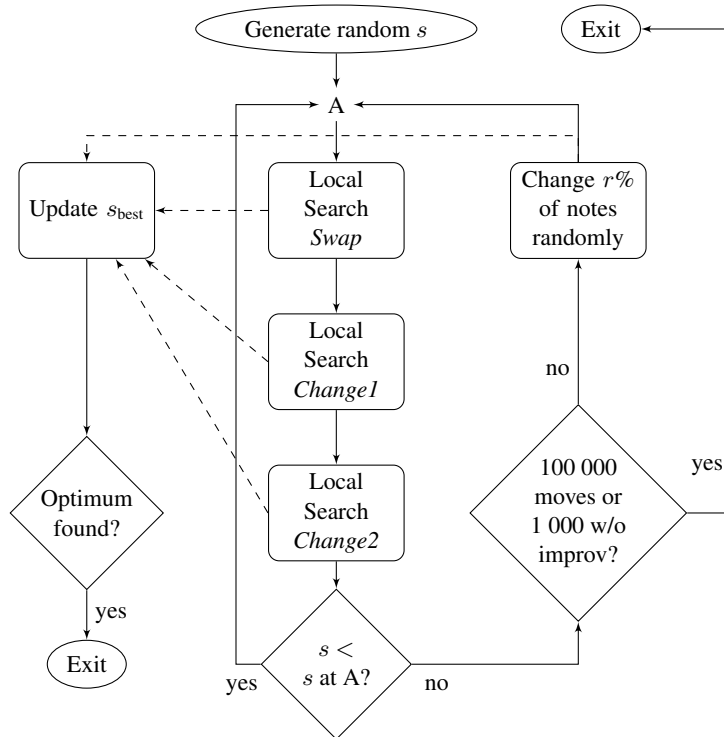 Generate random s
Exit
A
Update s_best
Local
Search
Swap
Change r%
of notes
randomly
Local
Search
Change1
no
Optimum
found?
Local
Search
Change2
100 000
moves or
1 000 w/o
improv?
yes
yes
Exit
s <
s at A?
yes
no